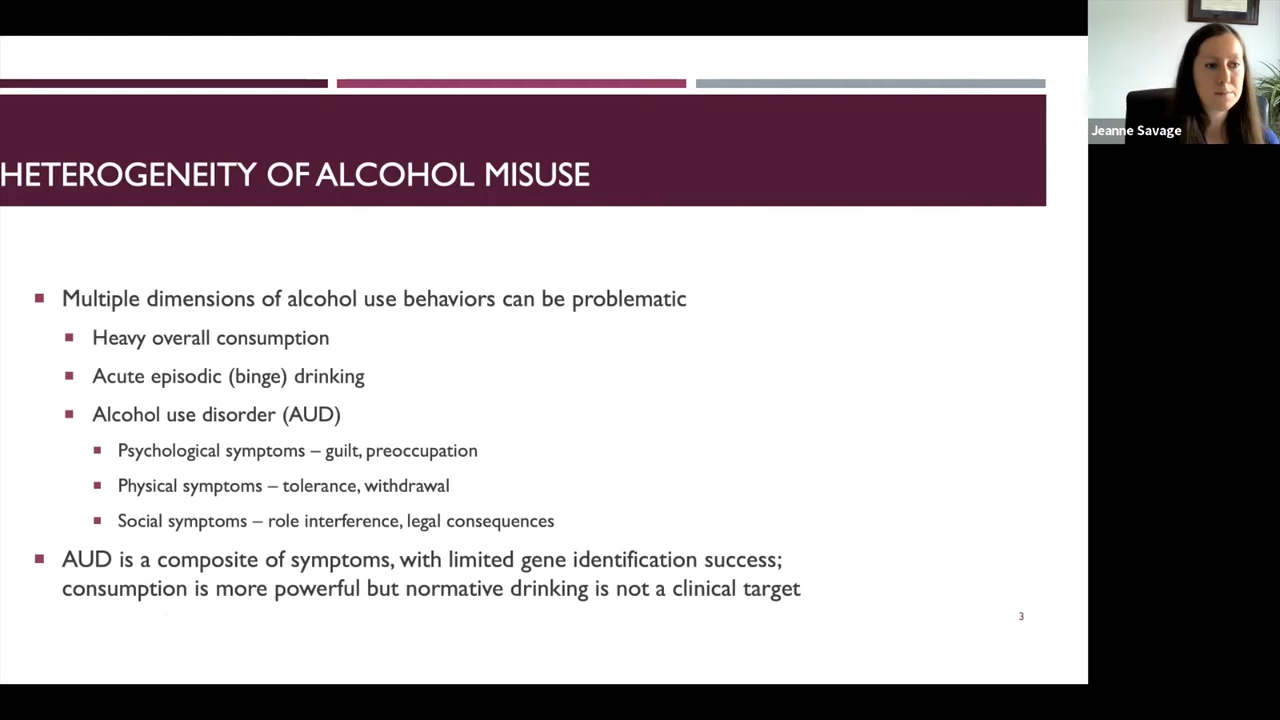 HETEROGENEITY OF ALCOHOL MISUSE
Multiple dimensions of alcohol use behaviors can be problematic
Heavy overall consumption
Acute episodic (binge) drinking
Alcohol use disorder (AUD)
Psychological symptoms – guilt, preoccupation
Physical symptoms – tolerance, withdrawal
Social symptoms – role interference, legal consequences
AUD is a composite of symptoms, with limited gene identification success;
consumption is more powerful but normative drinking is not a clinical target
3
Jeanne Savage